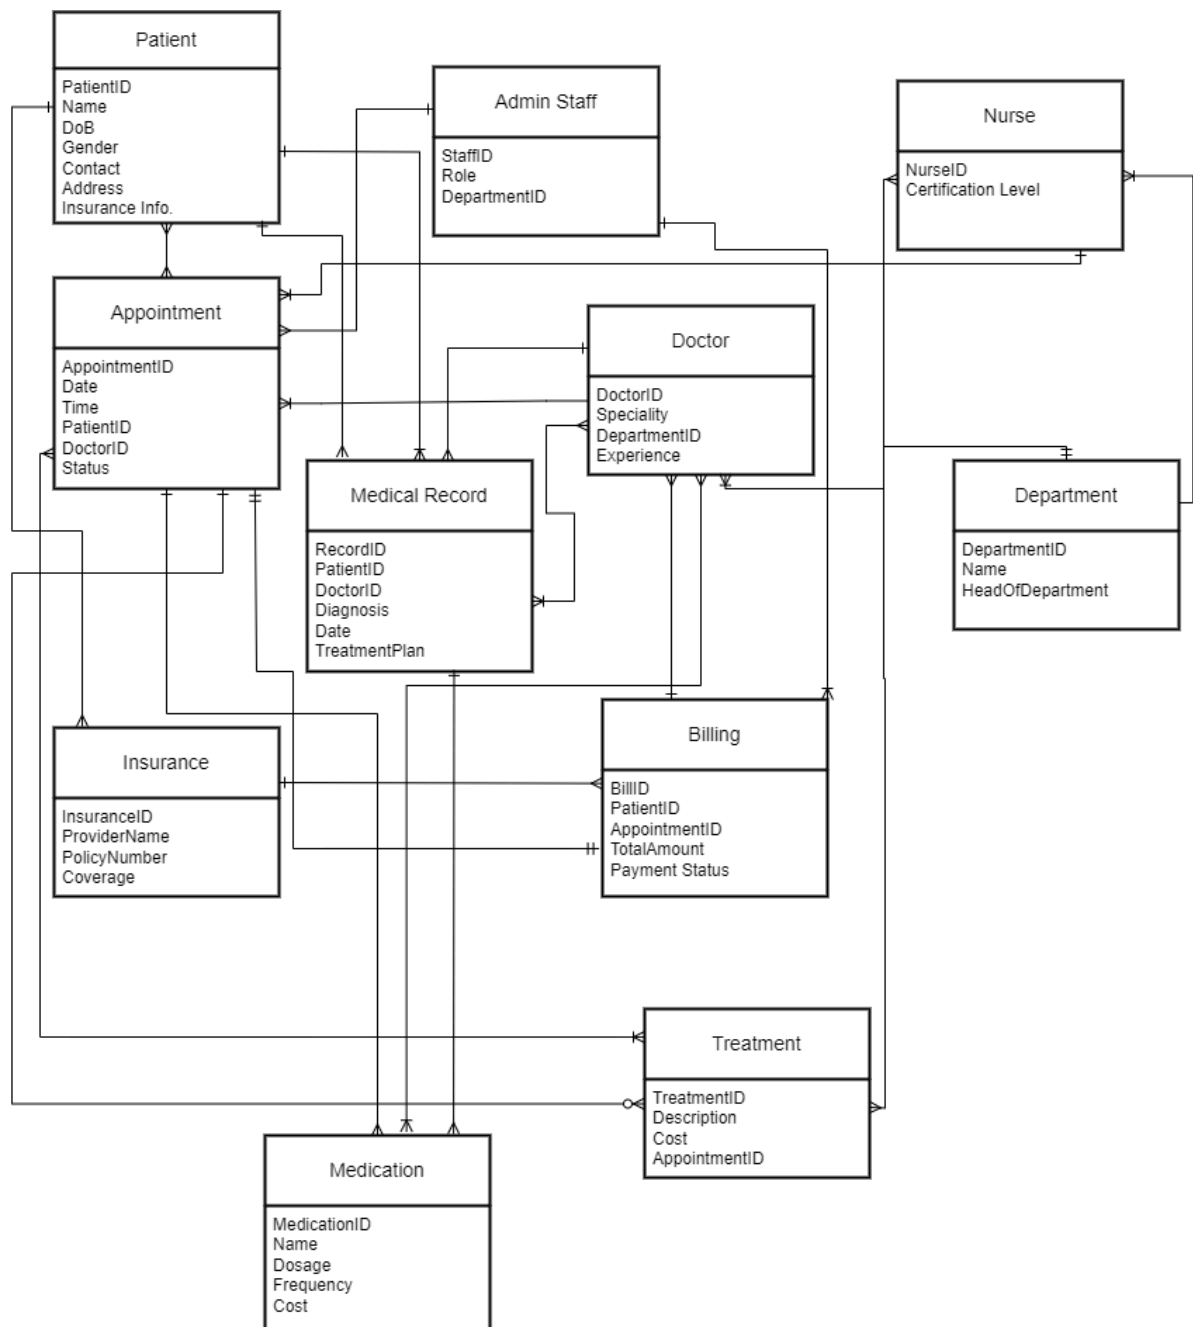 Patient
PatientID
Name
DoB
Gender
Contact
Address
Insurance Info.
Admin Staff
StaffID
Role
DepartmentID
Nurse
NurseID
Certification Level
Appointment
AppointmentID
Date
Time
PatientID
DoctorID
Status
Doctor
DoctorID
Speciality
DepartmentID
Experience
Medical Record
RecordID
PatientID
DoctorID
Diagnosis
Date
TreatmentPlan
Department
DepartmentID
Name
HeadOfDepartment
Insurance
InsuranceID
ProviderName
PolicyNumber
Coverage
Billing
BillID
PatientID
AppointmentID
TotalAmount
Payment Status
Treatment
TreatmentID
Description
Cost
AppointmentID
Medication
MedicationID
Name
Dosage
Frequency
Cost